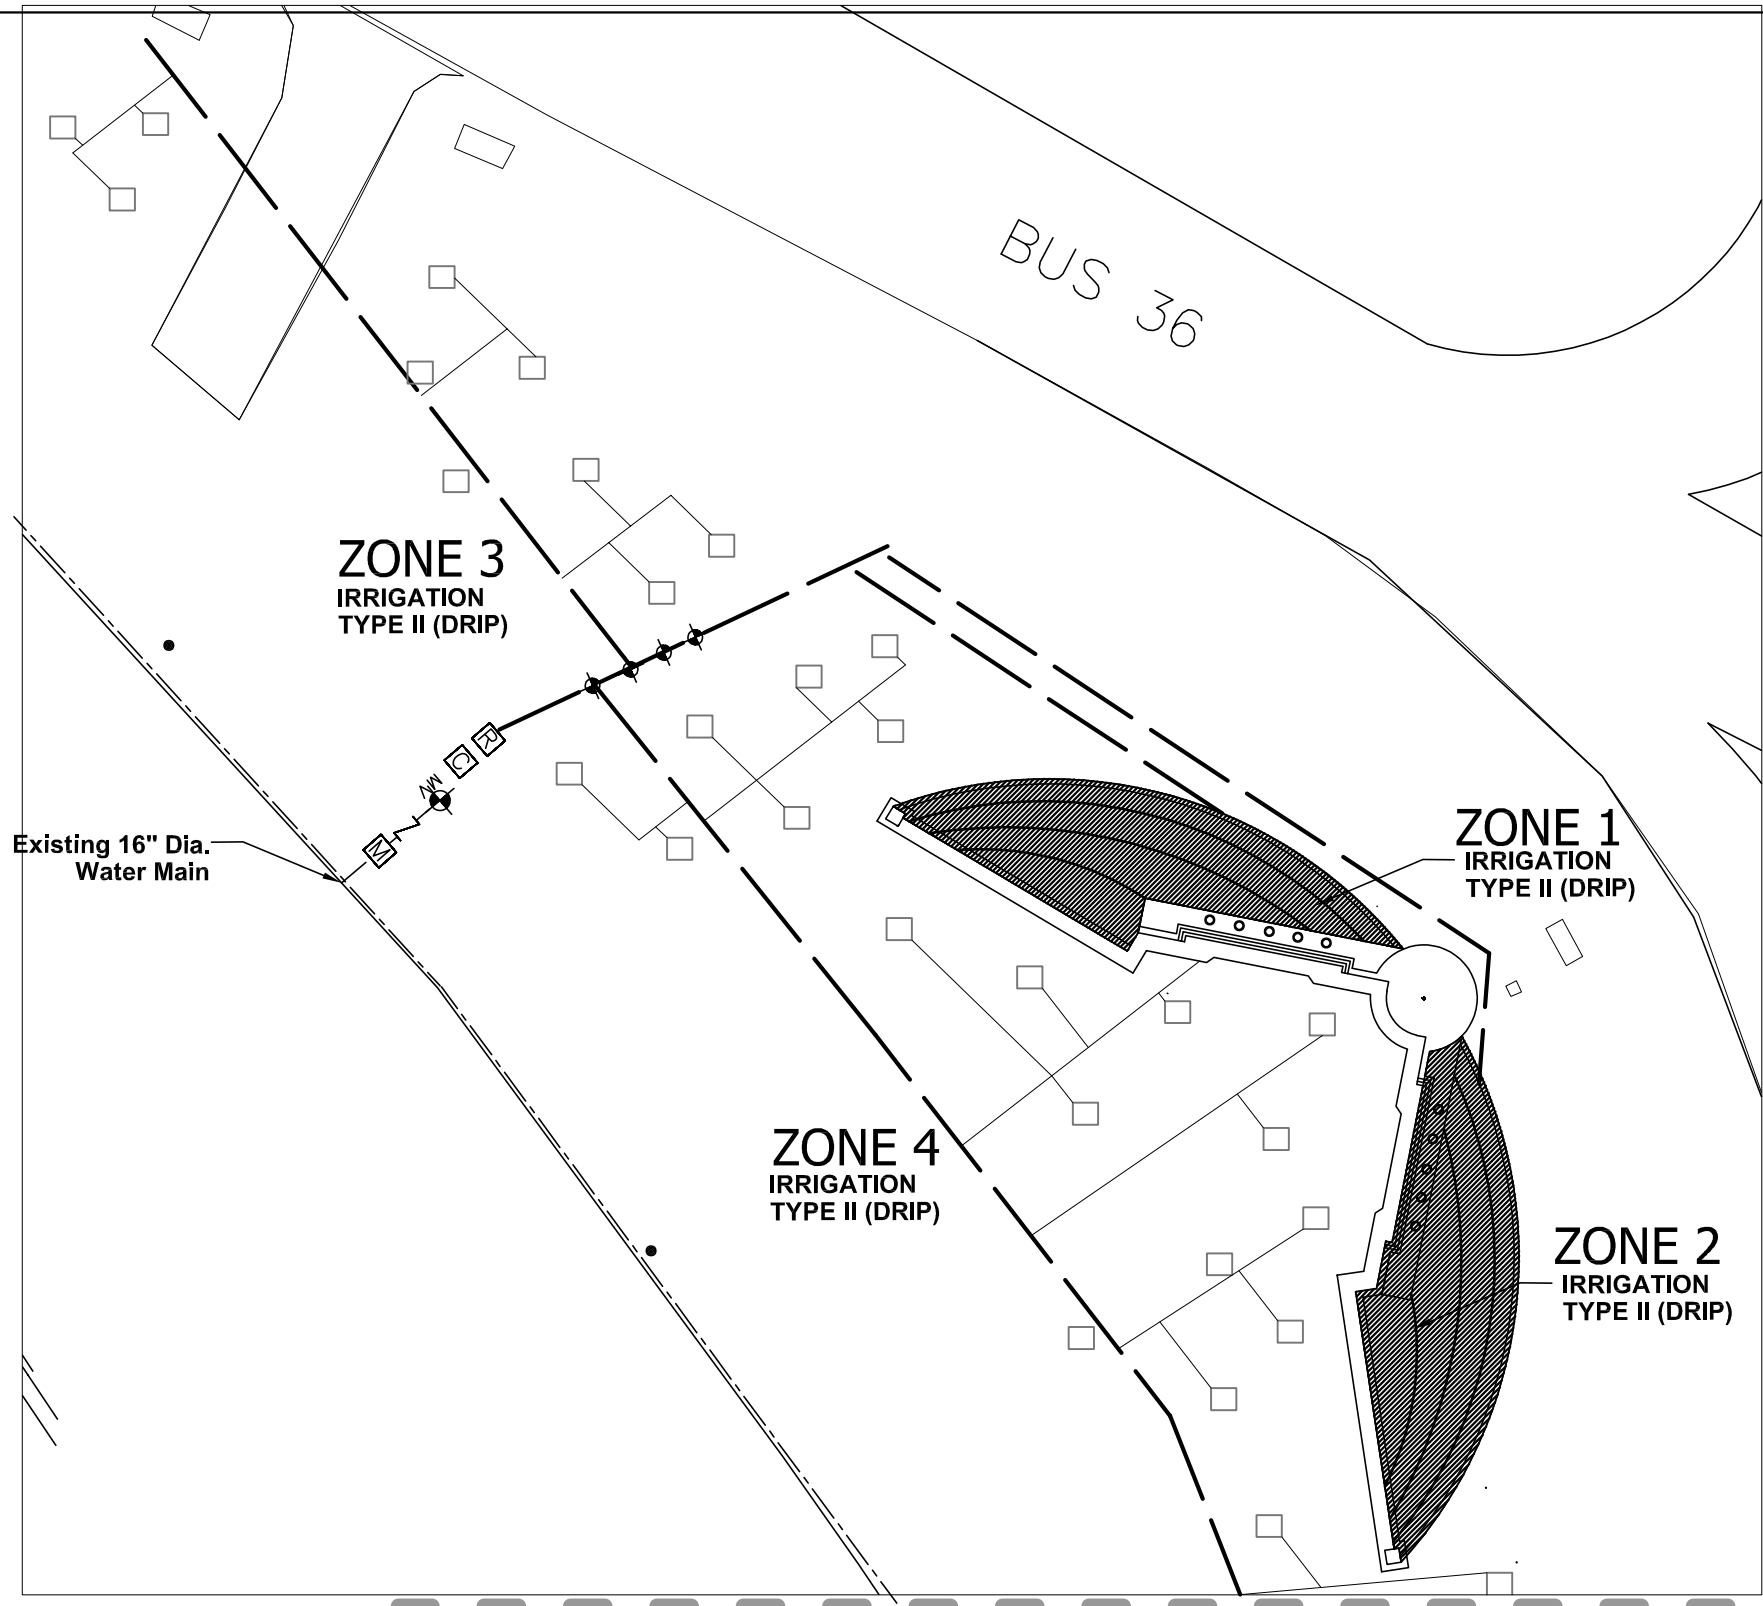 BUS 36
ZONE 3
IRRIGATION
TYPE II (DRIP)
R
C
MV
M
Existing 16" Dia.
Water Main
ZONE 1
IRRIGATION
TYPE II (DRIP)
ZONE 4
IRRIGATION
TYPE II (DRIP)
ZONE 2
IRRIGATION
TYPE II (DRIP)